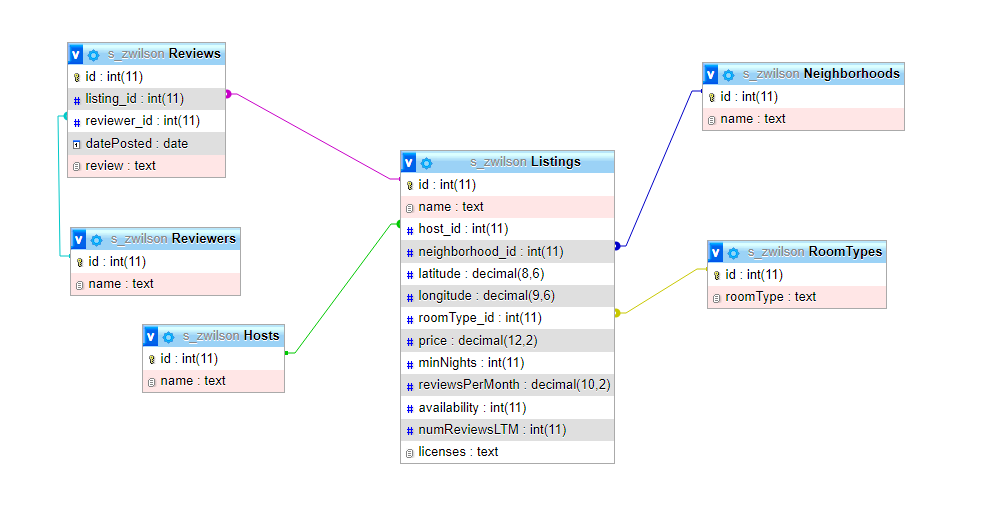 s_zwilson Reviews
id : int(11)
listing_id : int(11)
reviewer_id : int(11)
datePosted : date
review : text
s_zwilson Reviewers
id : int(11)
name : text
s_zwilson Hosts
id : int(11)
name : text
s_zwilson Listings
id : int(11)
name : text
host_id : int(11)
neighborhood_id : int(11)
latitude : decimal(8,6)
longitude : decimal(9,6)
roomType_id : int(11)
price : decimal(12,2)
minNights : int(11)
reviewsPerMonth : decimal(10,2)
availability : int(11)
numReviewsLTM : int(11)
licenses : text
s_zwilson Neighborhoods
id : int(11)
name : text
s_zwilson RoomTypes
id : int(11)
roomType : text